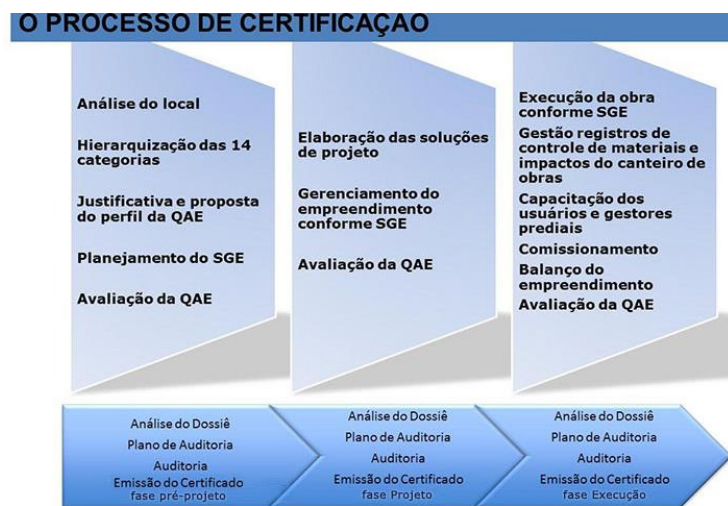 O PROCESSO DE CERTIFICAÇÃO
Análise do local
Hierarquização das 14
categorias
Justificativa e proposta
do perfil da QAE
Planejamento do SGE
Avaliação da QAE
Elaboração das soluções
de projeto
Gerenciamento do
empreendimento
conforme SGE
Avaliação da QAE
Execução da obra
conforme SGE
Gestão registros de
controle de materiais e
impactos do canteiro de
obras
Capacitação dos
usuários e gestores
prediais
Comissionamento
Balanço do
empreendimento
Avaliação da QAE
Análise do Dossiê
Plano de Auditoria
Auditoria
Emissão do Certificado
fase pré-projeto
Análise do Dossiê
Plano de Auditoria
Auditoria
Emissão do Certificado
fase Projeto
Análise do Dossiê
Plano de Auditoria
Auditoria
Emissão do Certificado
fase Execução